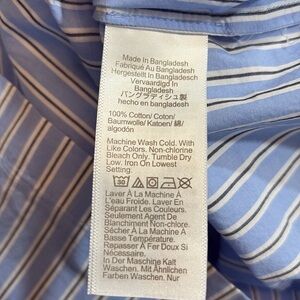 Made In Bangladesh
Fabriqué Au Bangladesh
Hergestellt In Bangladesh
Vervaardigd In
Bangladesh
バングラディシュ製
hecho en bangladesh
100% Cotton/ Coton/
Baumwolle/ Katoen/ 綿/
algodón
Machine Wash Cold. With
Like Colors. Non-chlorine
Bleach Only. Tumble Dry
Low. Iron On Lowest
Setting.
30
Laver À La Machine À
L'eau Froide. Laver En
Séparant Les Couleurs.
Seulement Agent De
Blanchiment Non-chlore.
Sécher À La Machine À
Basse Température.
Repasser À Fer Doux Si
Nécessaire.
In Der Maschine Kalt
Waschen. Mit Ähnlichen
Farben Waschen. Nur